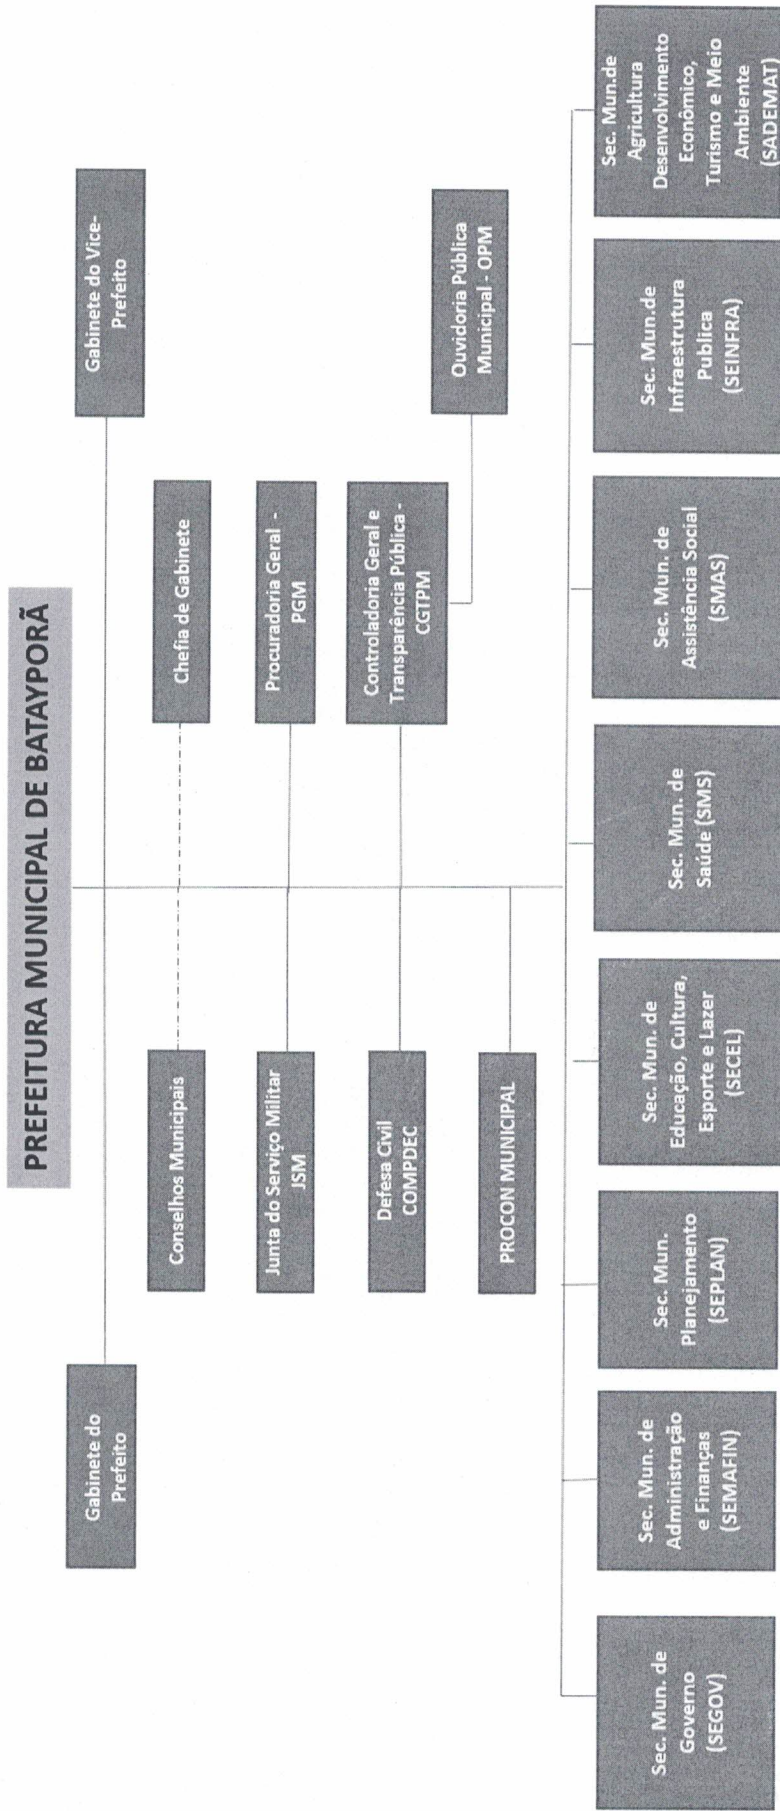 PREFEITURA MUNICIPAL DE BATAYPORÃ
Gabinete do
Prefeito
Gabinete do Vice-
Prefeito
Conselhos Municipais
Chefia de Gabinete
Junta do Serviço Militar
JSM
Procuradoria Geral -
PGM
Defesa Civil
COMPDEC
Controladoria Geral e
Transparência Pública -
CGTPM
PROCON MUNICIPAL
Ouvidoria Pública
Municipal - OPM
Sec. Mun. de
Governo
(SEGOV)
Sec. Mun. de
Administração
e Finanças
(SEMAFIN)
Sec. Mun.
Planejamento
(SEPLAN)
Sec. Mun. de
Educação, Cultura,
Esporte e Lazer
(SECEL)
Sec. Mun. de
Saúde (SMS)
Sec. Mun. de
Assistência Social
(SMAS)
Sec. Mun.de
Infraestrutura
Publica
(SEINFRA)
Sec. Mun.de
Agricultura
Desenvolvimento
Econômico,
Turismo e Meio
Ambiente
(SADEMAT)